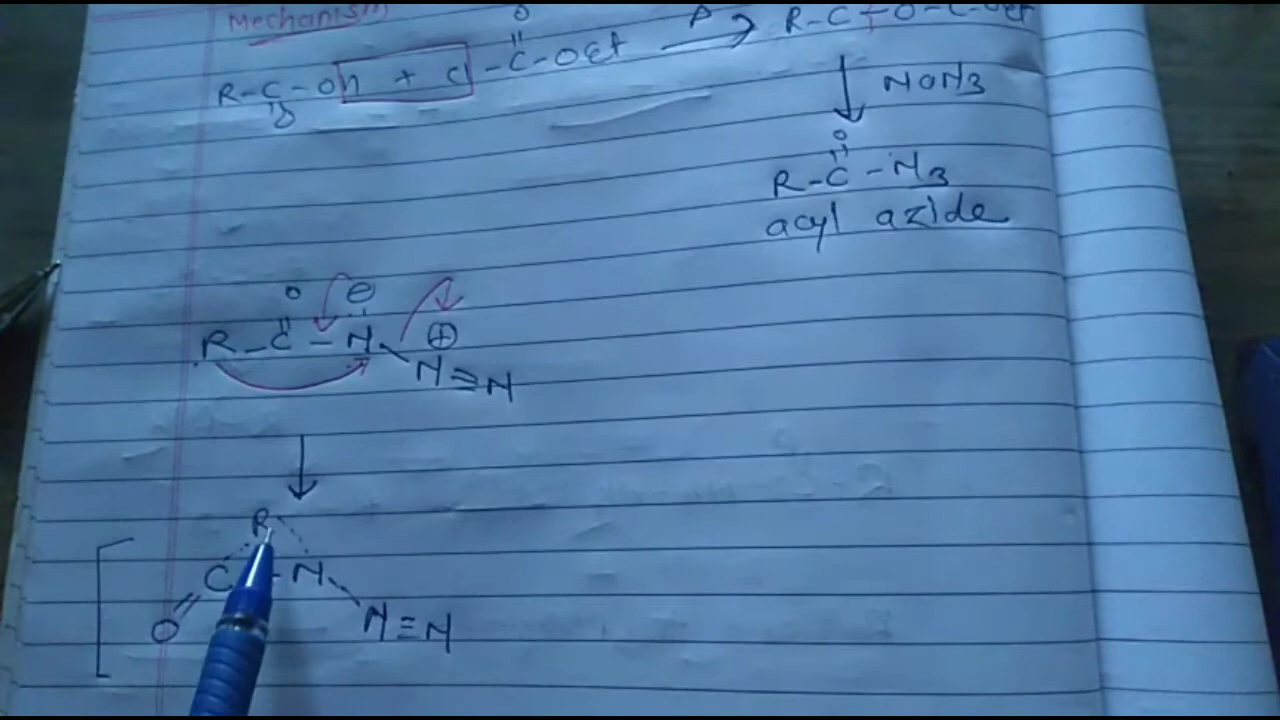 Mechanism
O
R-C-OH + Cl-C-OEt → R-C-O-C-OEt
O
NaN3
O
R-C-N3
acyl azide
O ⊖
R-C-N ⊕
N≡N
R
C-N
O N≡N